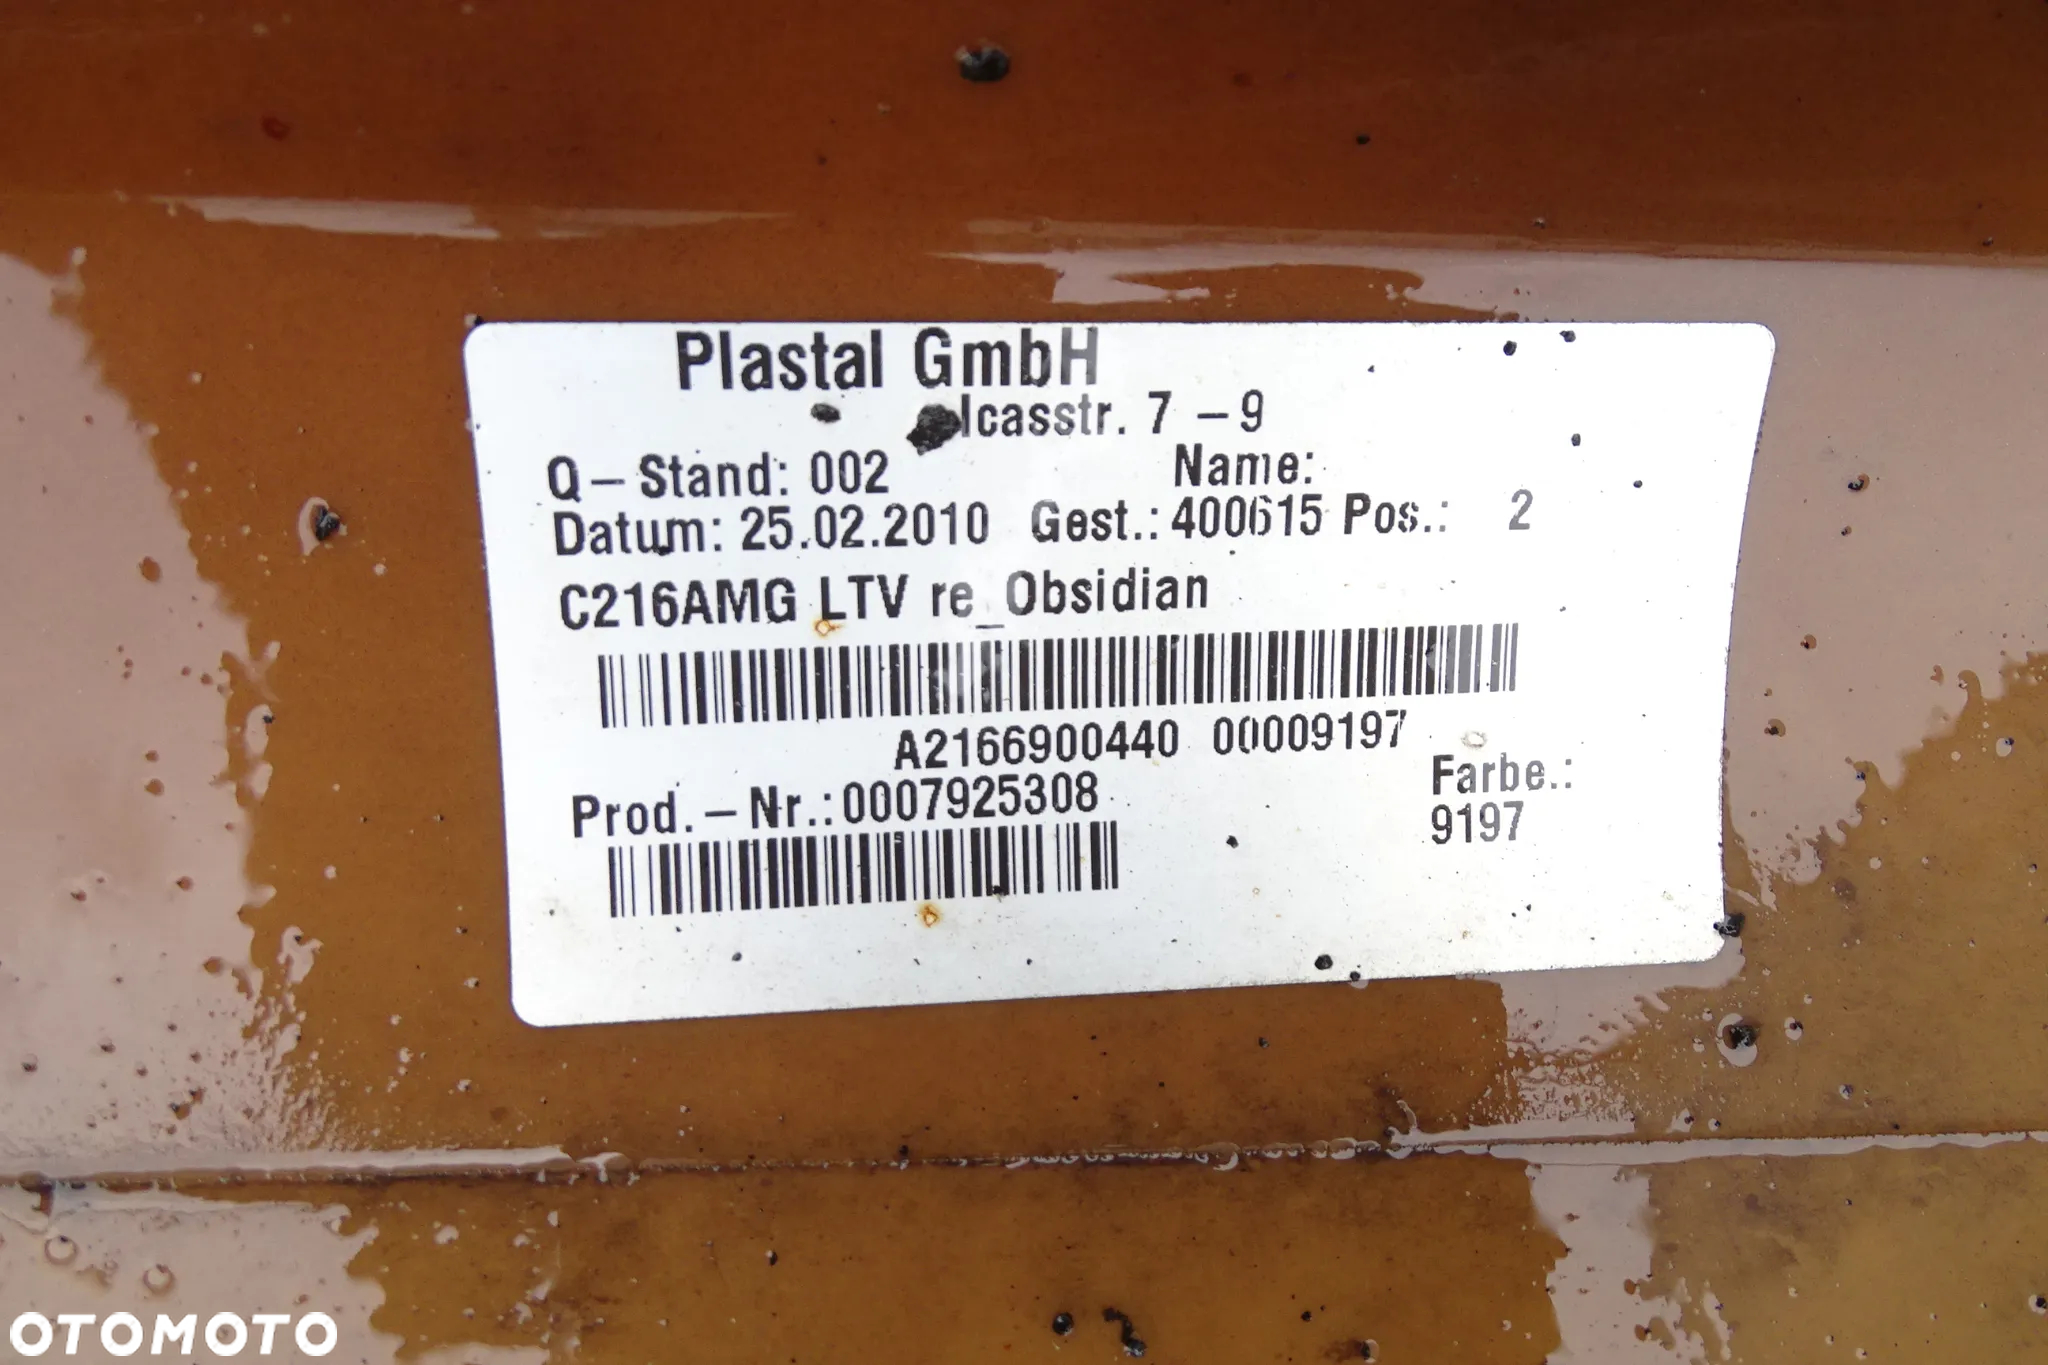 Plastal GmbH
lcasstr. 7 - 9
Q - Stand: 002 Name:
Datum: 25.02.2010 Gest.: 400615 Pos.: 2
C216AMG LTV re_Obsidian
A2166900440 00009197
Prod. - Nr.: 0007925308 Farbe.:
9197
OTOMOTO